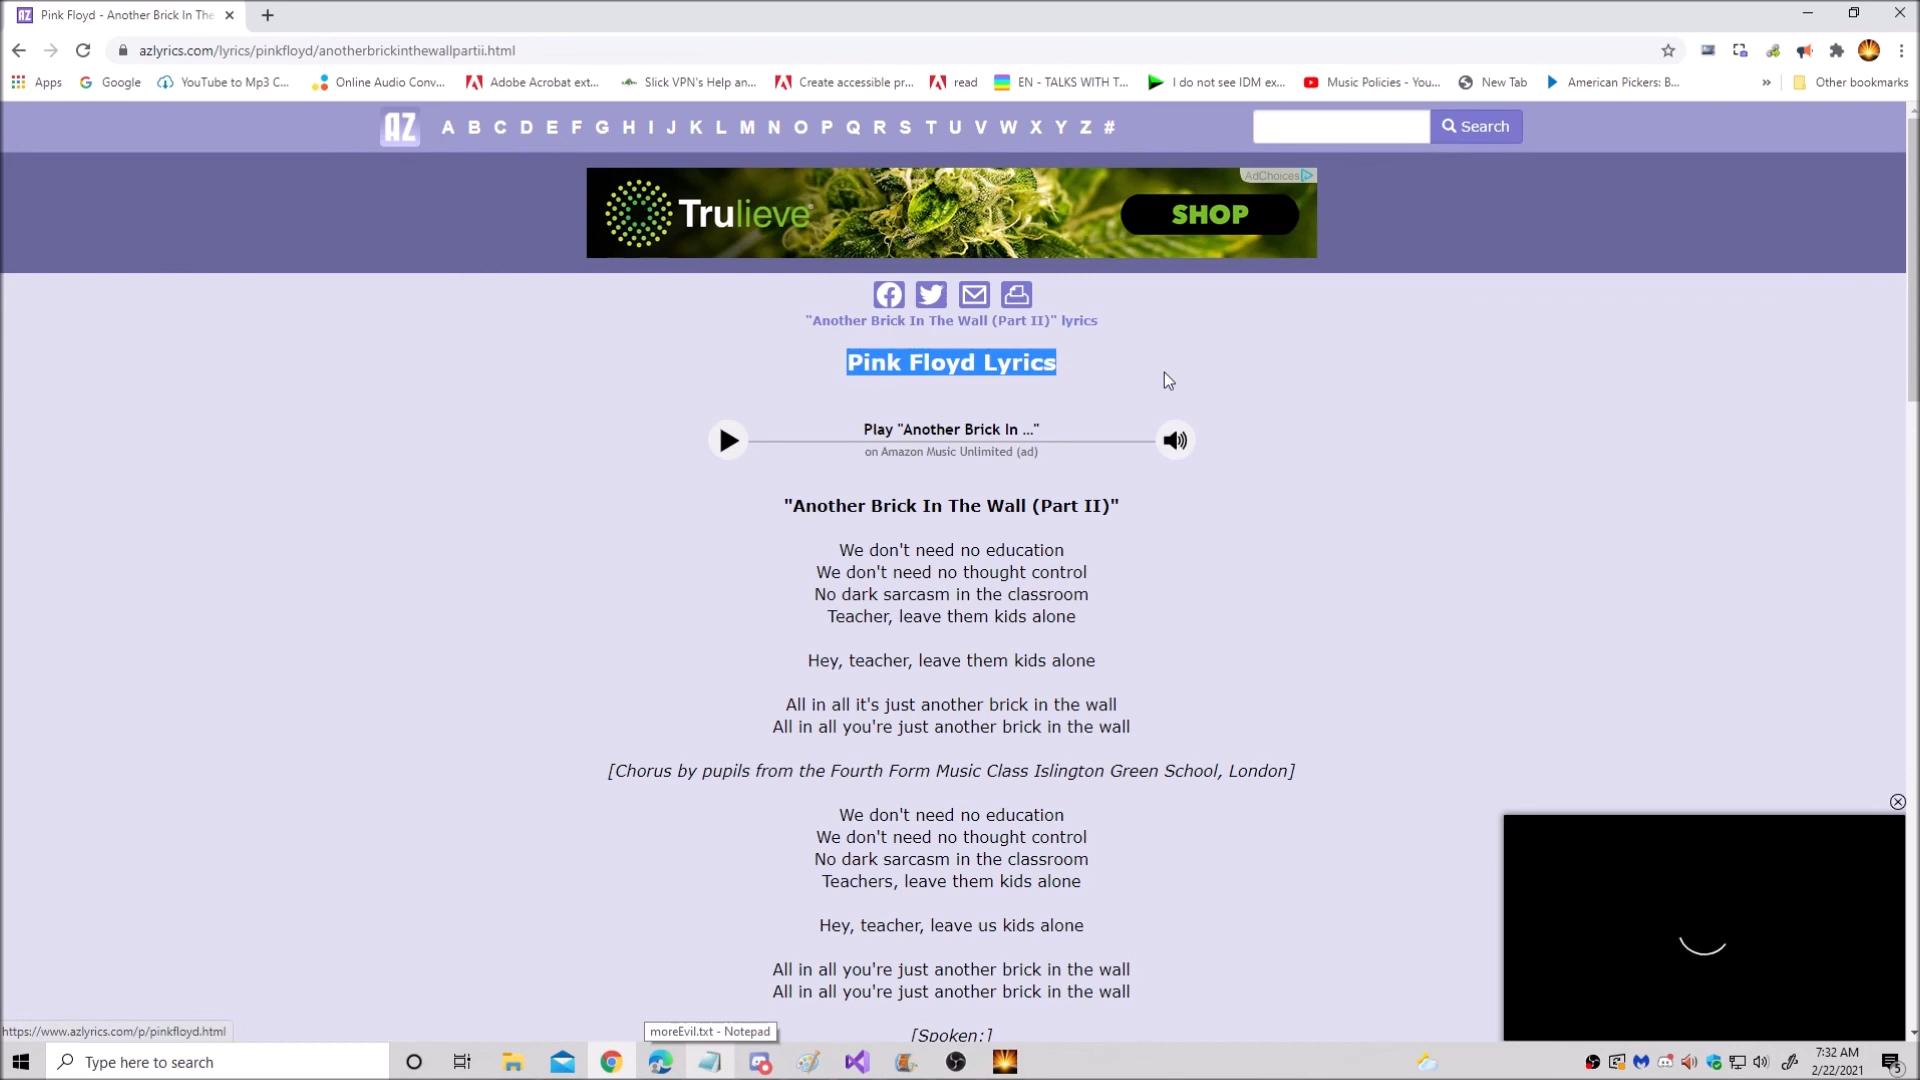 Pink Floyd - Another Brick In The
azlyrics.com/lyrics/pinkfloyd/anotherbrickinthewallpartii.html
Apps Google YouTube to Mp3 C... Online Audio Conv... Adobe Acrobat ext... Slick VPN's Help an... Create accessible pr... read EN - TALKS WITH T... I do not see IDM ex... Music Policies - You... New Tab American Pickers: B... » Other bookmarks
AZ A B C D E F G H I J K L M N O P Q R S T U V W X Y Z # Search
AdChoices
Trulieve SHOP
"Another Brick In The Wall (Part II)" lyrics
Pink Floyd Lyrics
Play "Another Brick In ..."
on Amazon Music Unlimited (ad)
"Another Brick In The Wall (Part II)"
We don't need no education
We don't need no thought control
No dark sarcasm in the classroom
Teacher, leave them kids alone
Hey, teacher, leave them kids alone
All in all it's just another brick in the wall
All in all you're just another brick in the wall
[Chorus by pupils from the Fourth Form Music Class Islington Green School, London]
We don't need no education
We don't need no thought control
No dark sarcasm in the classroom
Teachers, leave them kids alone
Hey, teacher, leave us kids alone
All in all you're just another brick in the wall
All in all you're just another brick in the wall
[Spoken:]
https://www.azlyrics.com/p/pinkfloyd.html
moreEvil.txt - Notepad
Type here to search
7:32 AM
2/22/2021
5